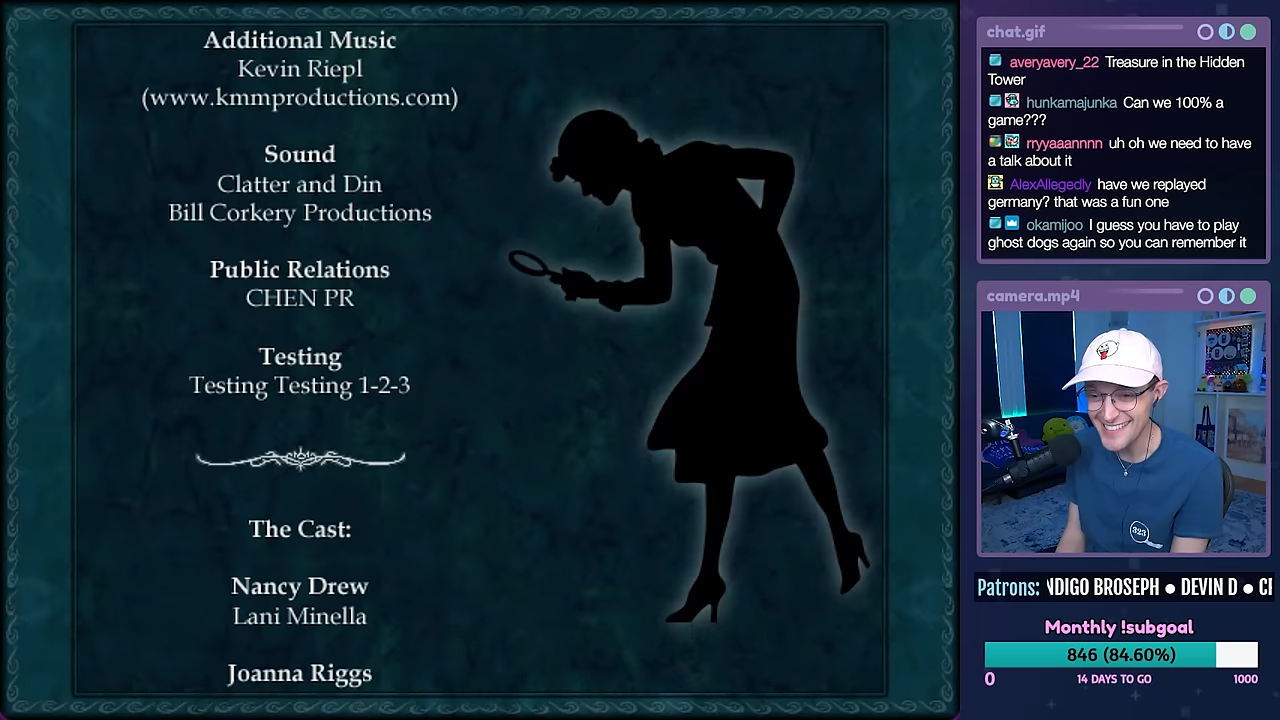 Additional Music
Kevin Riepl
(www.kmmproductions.com)
Sound
Clatter and Din
Bill Corkery Productions
Public Relations
CHEN PR
Testing
Testing Testing 1-2-3
The Cast:
Nancy Drew
Lani Minella
Joanna Riggs
chat.gif
averyavery_22 Treasure in the Hidden
Tower
hunkamajunka Can we 100% a
game???
rryyaaannnn uh oh we need to have
a talk about it
AlexAllegedly have we replayed
germany? that was a fun one
okamijoo I guess you have to play
ghost dogs again so you can remember it
camera.mp4
323
Patrons: NDIGO BROSEPH ● DEVIN D ● CI
Monthly !subgoal
846 (84.60%)
0 14 DAYS TO GO 1000